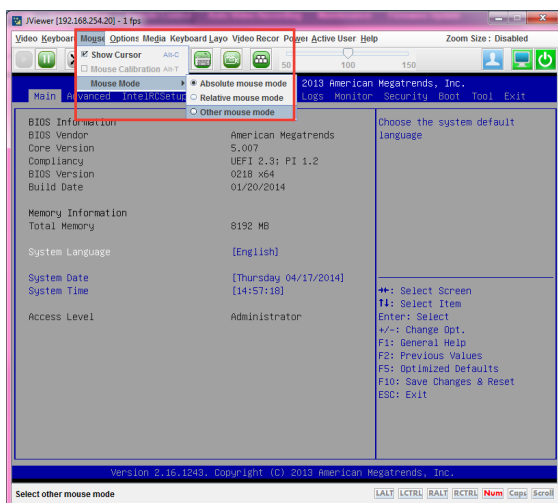 JViewer [192.168.254.20] - 1 fps
Video Keyboar Mouse Options Media Keyboard Layo Video Recor Power Active User Help Zoom Size : Disabled
Show Cursor Alt-C
50 100 150
Mouse Calibration Alt-T
Mouse Mode
Absolute mouse mode
Relative mouse mode
Other mouse mode
2013 American Megatrends, Inc.
Main Advanced IntelRCSetup Logs Monitor Security Boot Tool Exit
BIOS Information
BIOS Vendor American Megatrends
Core Version 5.007
Compliancy UEFI 2.3; PI 1.2
BIOS Version 0218 x64
Build Date 01/20/2014
Memory Information
Total Memory 8192 MB
System Language [English]
System Date [Thursday 04/17/2014]
System Time [14:57:18]
Access Level Administrator
Choose the system default
language
→←: Select Screen
↑↓: Select Item
Enter: Select
+/-: Change Opt.
F1: General Help
F2: Previous Values
F5: Optimized Defaults
F10: Save Changes & Reset
ESC: Exit
Version 2.16.1243. Copyright (C) 2013 American Megatrends, Inc.
Select other mouse mode
LALT LCTRL RALT RCTRL Num Caps Scroll